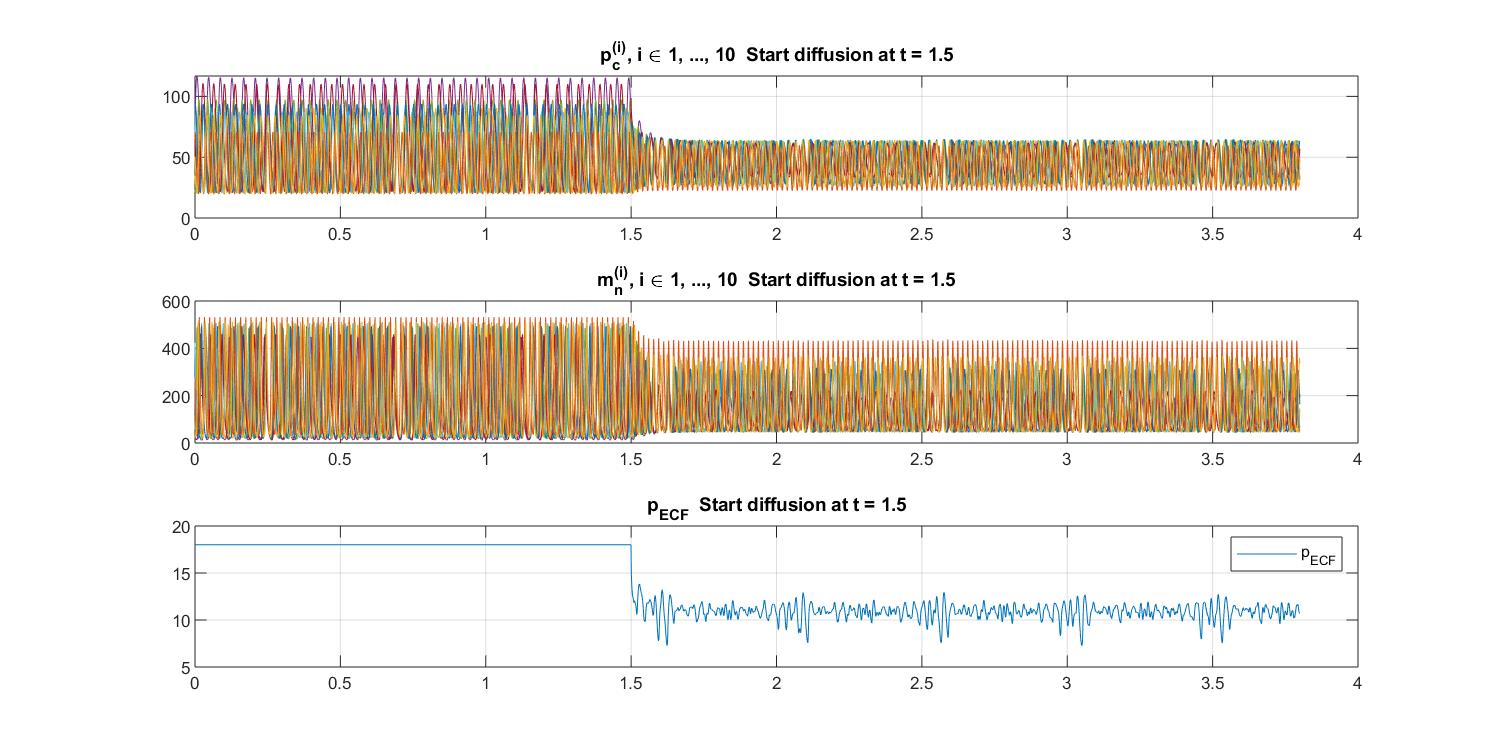 p_c^(i), i ∈ 1, ..., 10 Start diffusion at t = 1.5
100
50
0
0 0.5 1 1.5 2 2.5 3 3.5 4
m_n^(i), i ∈ 1, ..., 10 Start diffusion at t = 1.5
600
400
200
0
0 0.5 1 1.5 2 2.5 3 3.5 4
p_ECF Start diffusion at t = 1.5
20
p_ECF
15
10
5
0 0.5 1 1.5 2 2.5 3 3.5 4